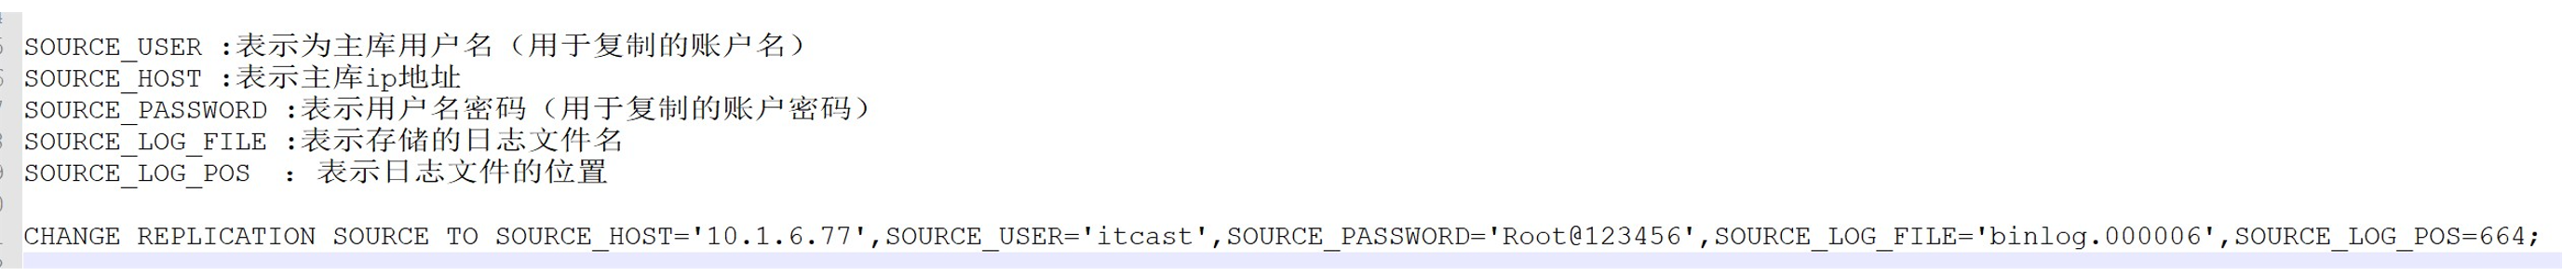 SOURCE_USER :表示为主库用户名（用于复制的账户名）
SOURCE_HOST :表示主库ip地址
SOURCE_PASSWORD :表示用户名密码（用于复制的账户密码）
SOURCE_LOG_FILE :表示存储的日志文件名
SOURCE_LOG_POS  : 表示日志文件的位置
CHANGE REPLICATION SOURCE TO SOURCE_HOST='10.1.6.77',SOURCE_USER='itcast',SOURCE_PASSWORD='Root@123456',SOURCE_LOG_FILE='binlog.000006',SOURCE_LOG_POS=664;